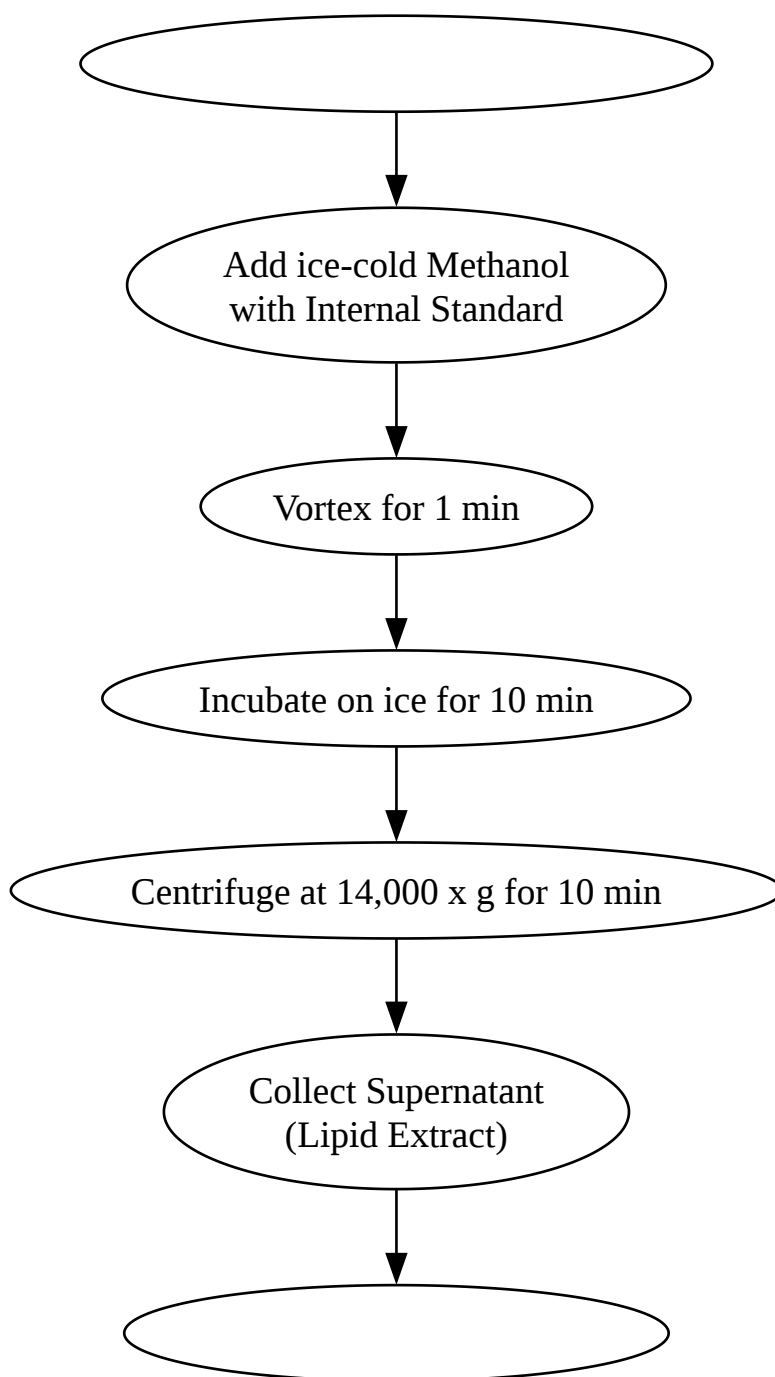 Add ice-cold Methanol
with Internal Standard
Vortex for 1 min
Incubate on ice for 10 min
Centrifuge at 14,000 x g for 10 min
Collect Supernatant
(Lipid Extract)